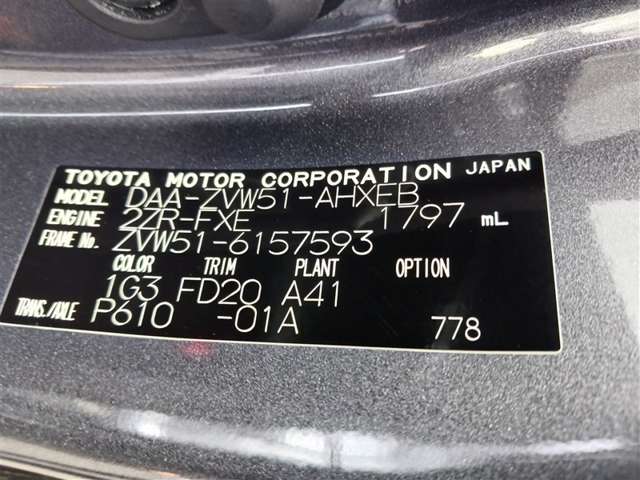 TOYOTA MOTOR CORPORATION JAPAN
MODEL DAA-ZVW51-AHXEB
ENGINE 2ZR-FXE 1797 mL
FRAME No. ZVW51-6157593
COLOR TRIM PLANT OPTION
1G3 FD20 A41
TRANS./AXLE P610 -01A 778